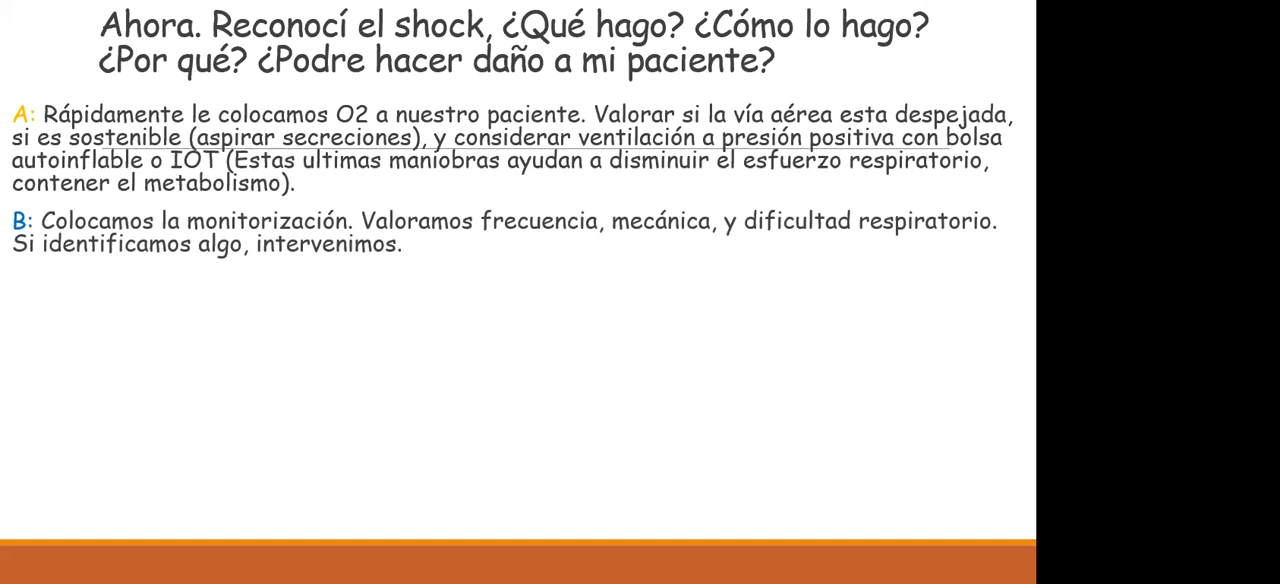 Ahora. Reconocí el shock, ¿Qué hago? ¿Cómo lo hago?
¿Por qué? ¿Podre hacer daño a mi paciente?
A: Rápidamente le colocamos O2 a nuestro paciente. Valorar si la vía aérea esta despejada,
si es sostenible (aspirar secreciones), y considerar ventilación a presión positiva con bolsa
autoinflable o IOT (Estas ultimas maniobras ayudan a disminuir el esfuerzo respiratorio,
contener el metabolismo).
B: Colocamos la monitorización. Valoramos frecuencia, mecánica, y dificultad respiratorio.
Si identificamos algo, intervenimos.